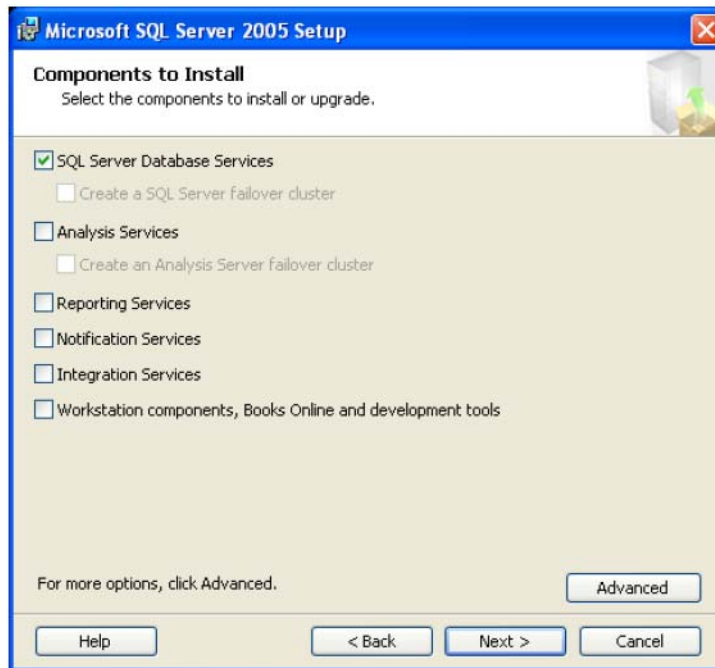 Microsoft SQL Server 2005 Setup
Components to Install
Select the components to install or upgrade.
SQL Server Database Services
Create a SQL Server failover cluster
Analysis Services
Create an Analysis Server failover cluster
Reporting Services
Notification Services
Integration Services
Workstation components, Books Online and development tools
For more options, click Advanced.
Advanced
Help
< Back
Next >
Cancel